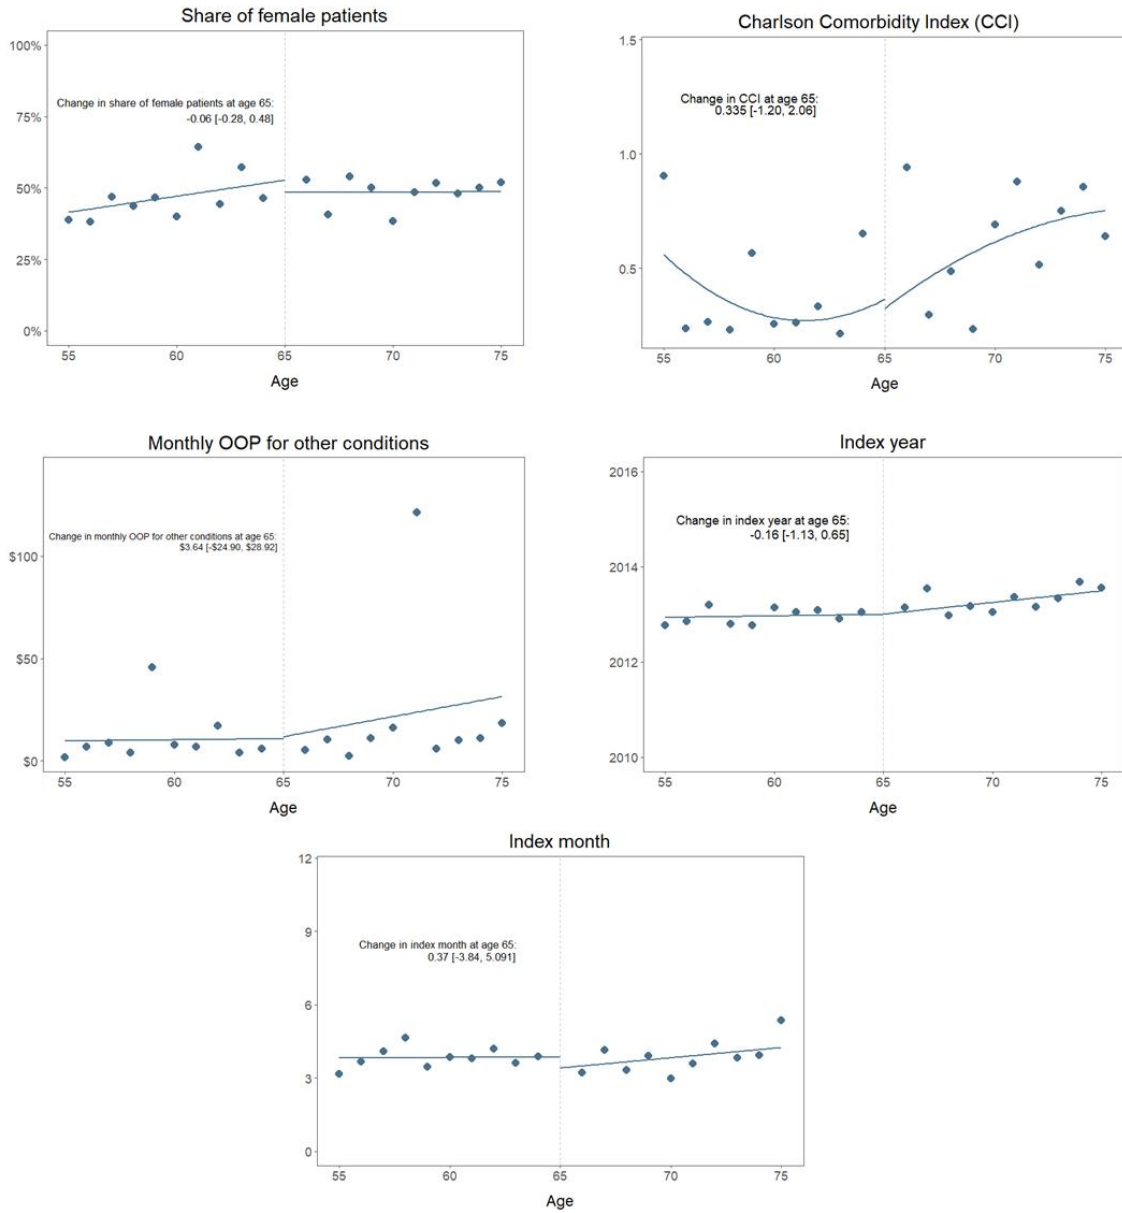 Share of female patients
100%
75%
50%
25%
0%
Change in share of female patients at age 65:
-0.06 [-0.28, 0.48]
55 60 65 70 75
Age
Charlson Comorbidity Index (CCI)
1.5
1.0
0.5
Change in CCI at age 65:
0.335 [-1.20, 2.06]
55 60 65 70 75
Age
Monthly OOP for other conditions
$100
$50
$0
Change in monthly OOP for other conditions at age 65:
$3.64 [-$24.90, $28.92]
55 60 65 70 75
Age
Index year
2016
2014
2012
2010
Change in index year at age 65:
-0.16 [-1.13, 0.65]
55 60 65 70 75
Age
Index month
12
9
6
3
0
Change in index month at age 65:
0.37 [-3.84, 5.091]
55 60 65 70 75
Age